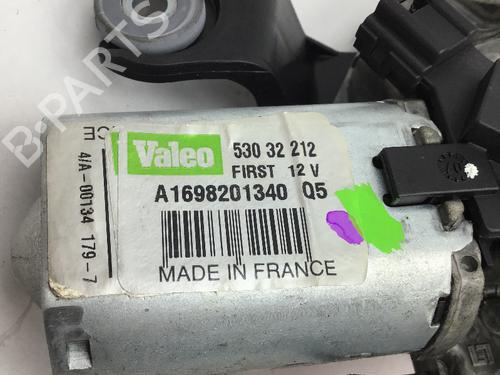 B-PARTS
Valeo
530 32 212
FIRST 12 V
A1698201340 Q5
MADE IN FRANCE
4/A-00134 179-7